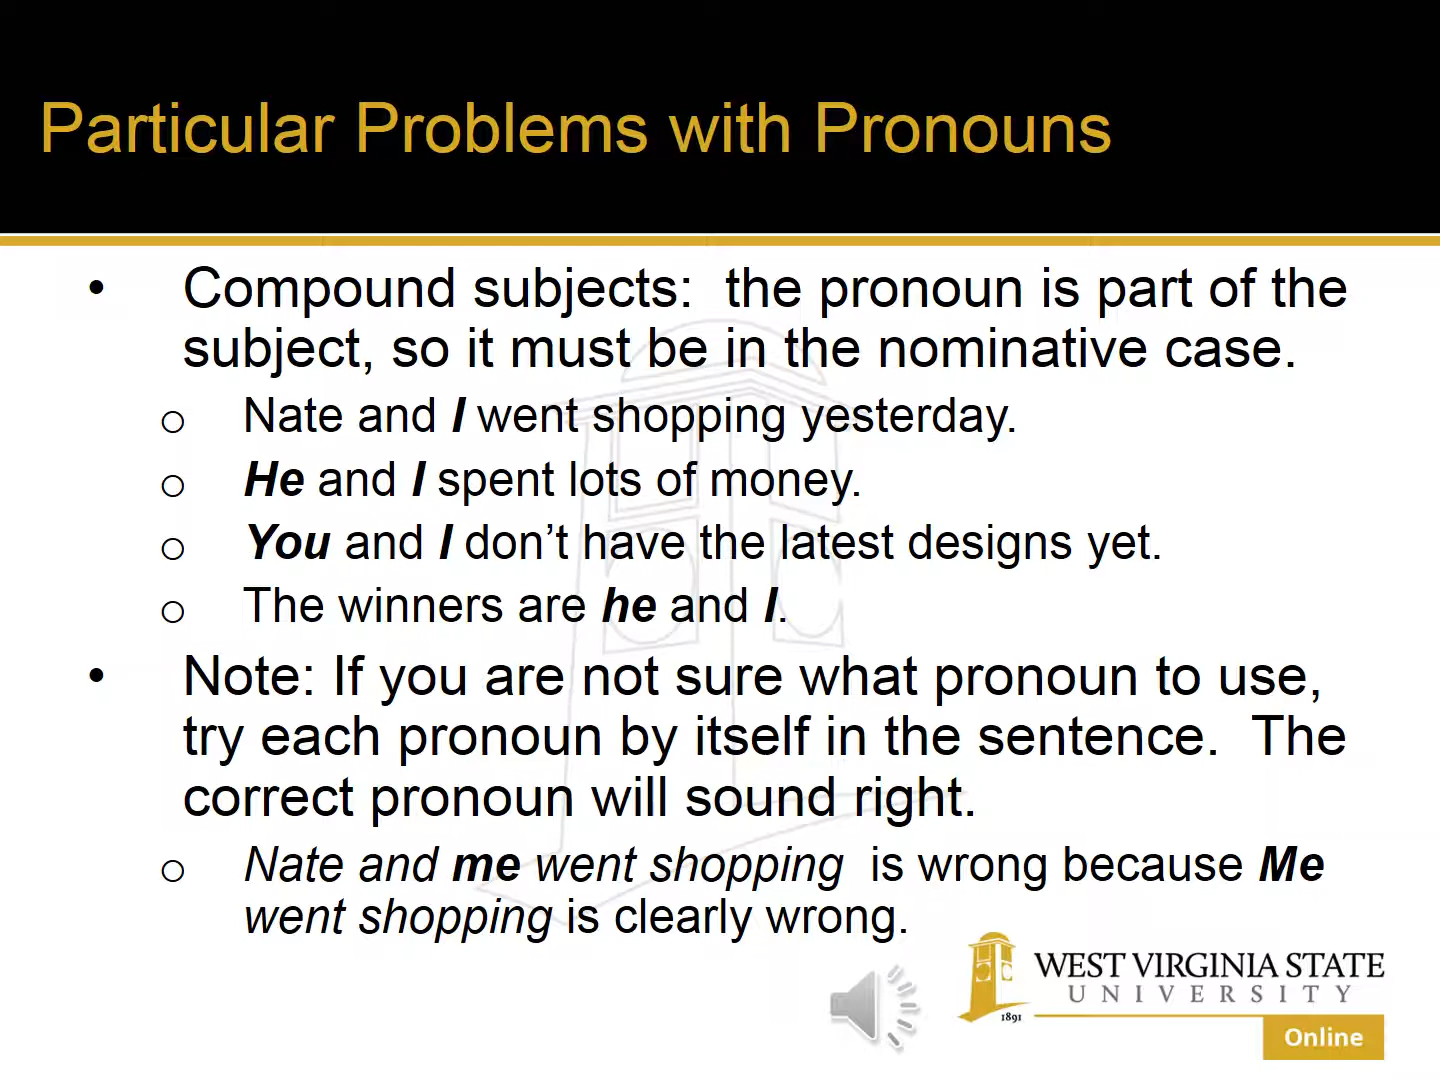 Particular Problems with Pronouns
• Compound subjects:  the pronoun is part of the
subject, so it must be in the nominative case.
o Nate and I went shopping yesterday.
o He and I spent lots of money.
o You and I don’t have the latest designs yet.
o The winners are he and I.
• Note: If you are not sure what pronoun to use,
try each pronoun by itself in the sentence.  The
correct pronoun will sound right.
o Nate and me went shopping  is wrong because Me
went shopping is clearly wrong.
WEST VIRGINIA STATE
UNIVERSITY
1891
Online